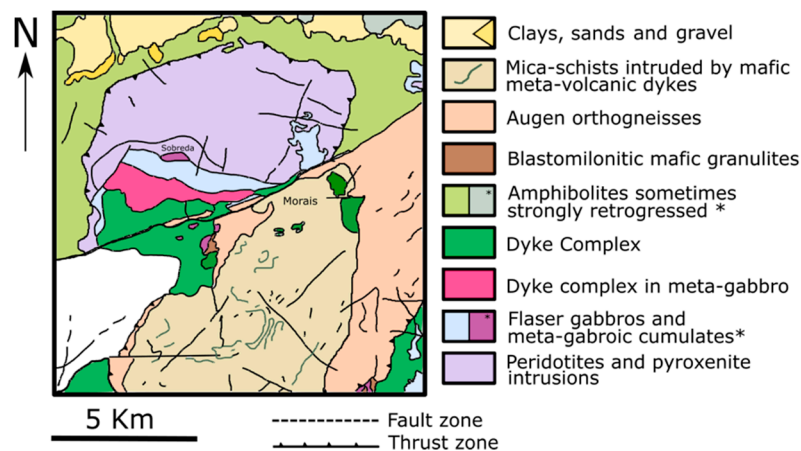 N
Sobreda
Morais
5 Km
Clays, sands and gravel
Mica-schists intruded by mafic
meta-volcanic dykes
Augen orthogneisses
Blastomilonitic mafic granulites
*
Amphibolites sometimes
strongly retrogressed *
Dyke Complex
Dyke complex in meta-gabbro
*
Flaser gabbros and
meta-gabroic cumulates*
Peridotites and pyroxenite
intrusions
Fault zone
Thrust zone